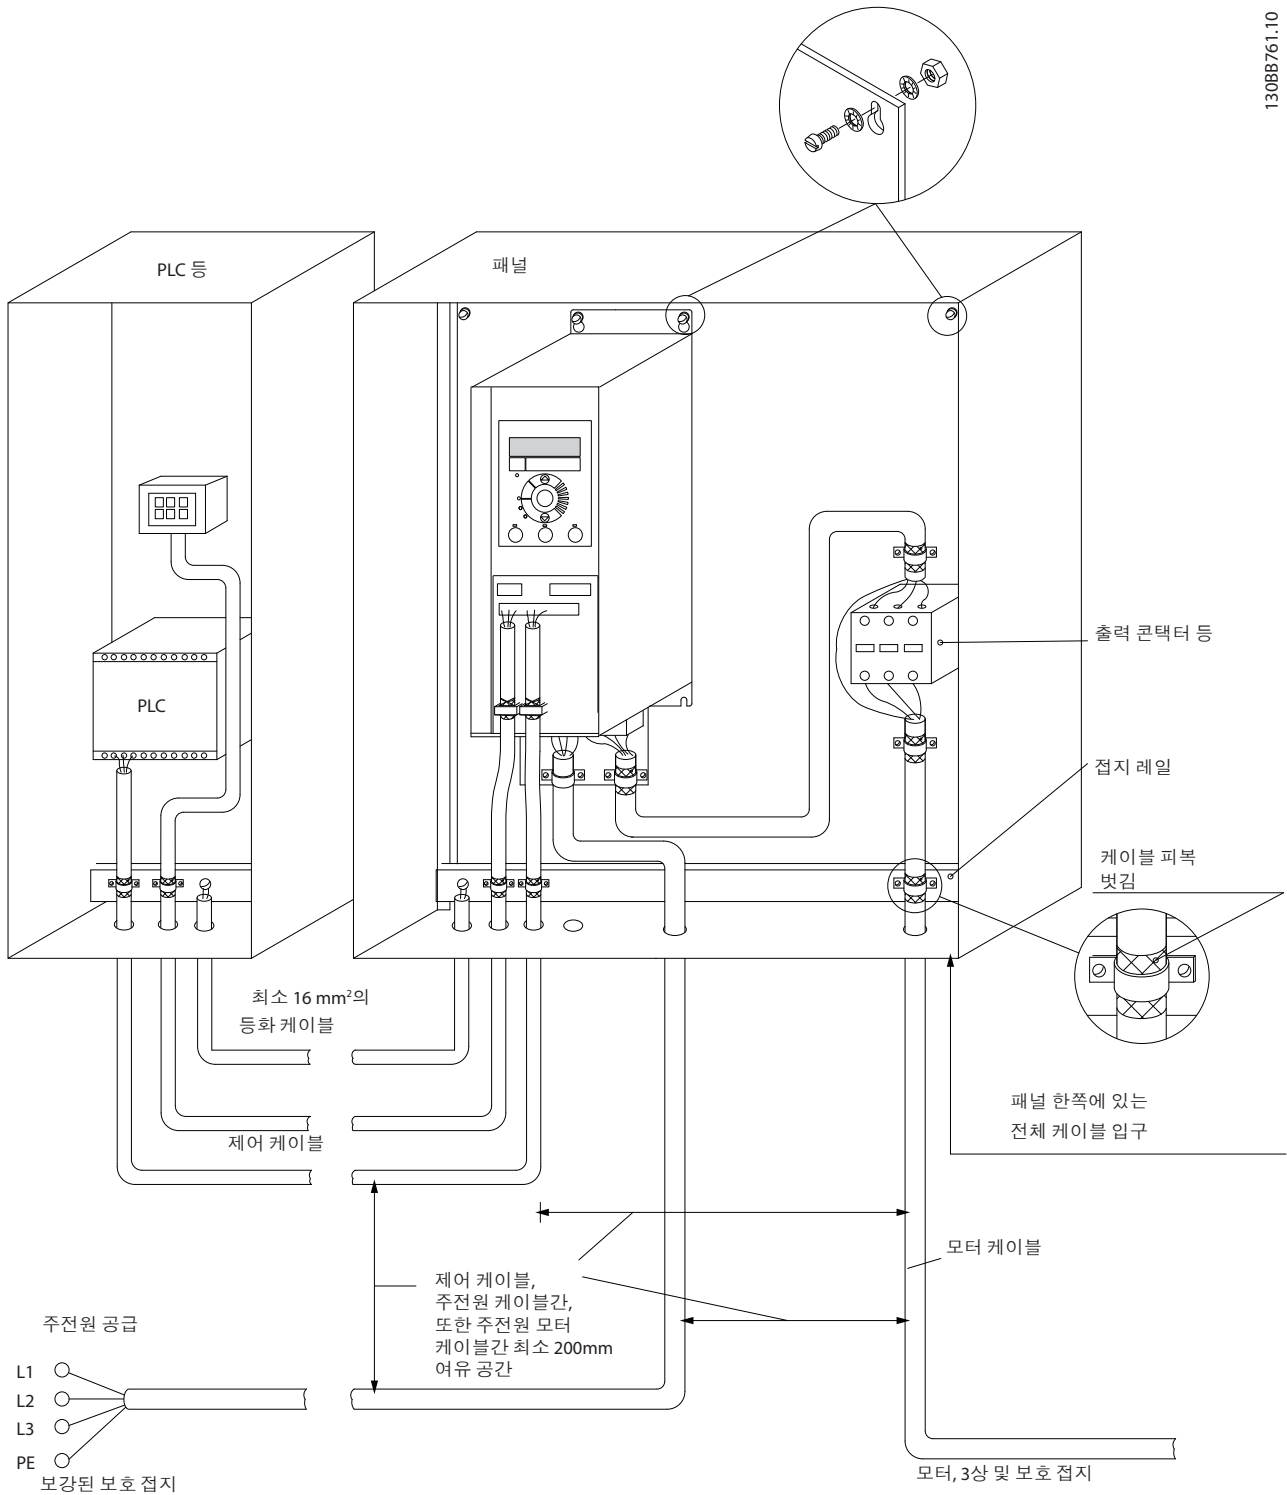 130BB761.10
PLC 등
패널
PLC
출력 콘택터 등
접지 레일
케이블 피복
벗김
최소 16 mm²의
등화 케이블
제어 케이블
패널 한쪽에 있는
전체 케이블 입구
모터 케이블
제어 케이블,
주전원 케이블간,
또한 주전원 모터
케이블간 최소 200mm
여유 공간
주전원 공급
L1
L2
L3
PE
보강된 보호 접지
모터, 3상 및 보호 접지